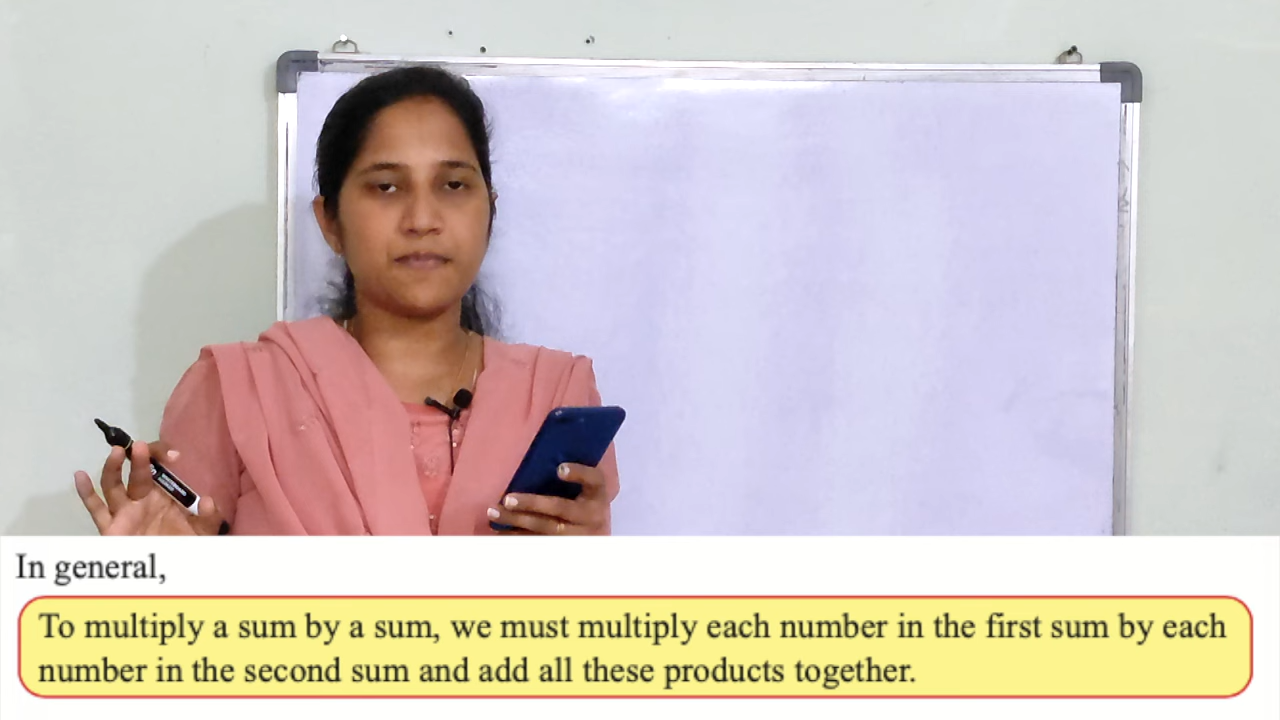 In general,
To multiply a sum by a sum, we must multiply each number in the first sum by each
number in the second sum and add all these products together.